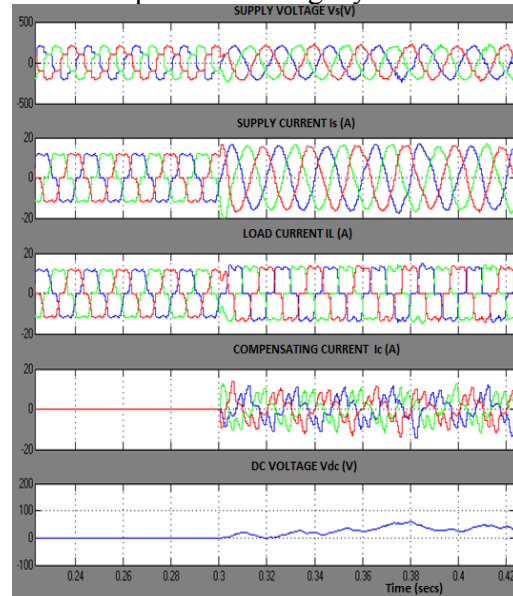 SUPPLY VOLTAGE Vs(V)
500
0
-500
SUPPLY CURRENT Is (A)
20
0
-20
LOAD CURRENT IL (A)
20
0
-20
COMPENSATING CURRENT Ic (A)
20
0
-20
DC VOLTAGE Vdc (V)
200
100
0
-100
0.24 0.26 0.28 0.3 0.32 0.34 0.36 0.38 0.4 0.42
Time (secs)